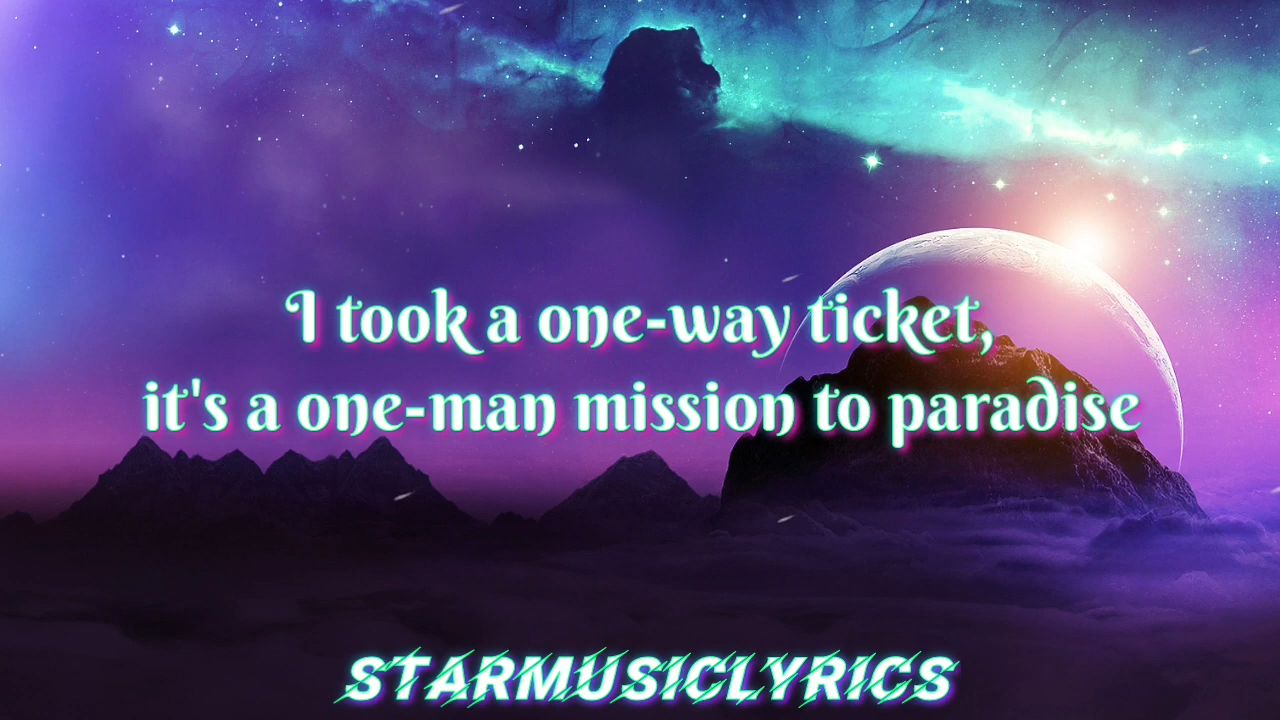 I took a one-way ticket,
it's a one-man mission to paradise
STARMUSICLYRICS